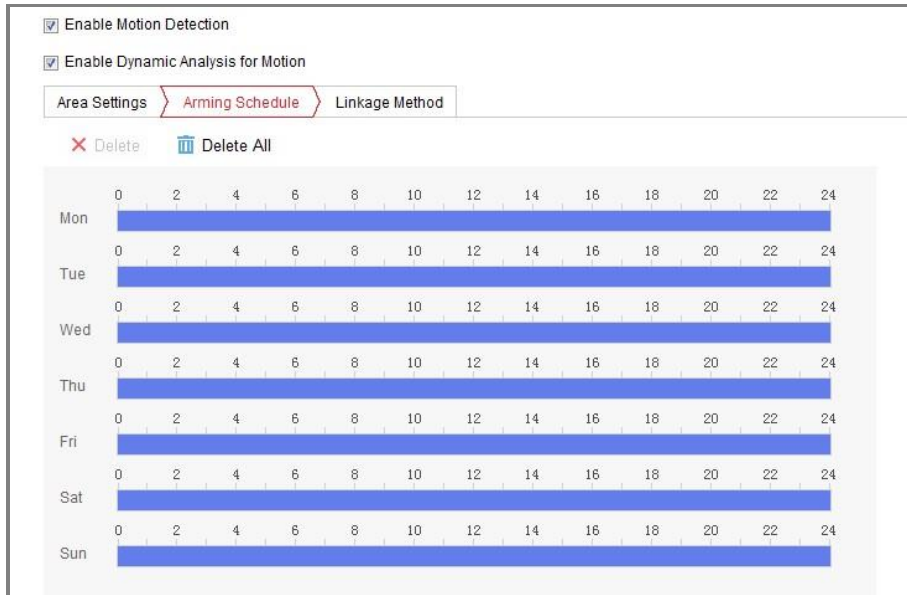 Enable Motion Detection
Enable Dynamic Analysis for Motion
Area Settings Arming Schedule Linkage Method
Delete Delete All
0 2 4 6 8 10 12 14 16 18 20 22 24
Mon
0 2 4 6 8 10 12 14 16 18 20 22 24
Tue
0 2 4 6 8 10 12 14 16 18 20 22 24
Wed
0 2 4 6 8 10 12 14 16 18 20 22 24
Thu
0 2 4 6 8 10 12 14 16 18 20 22 24
Fri
0 2 4 6 8 10 12 14 16 18 20 22 24
Sat
0 2 4 6 8 10 12 14 16 18 20 22 24
Sun